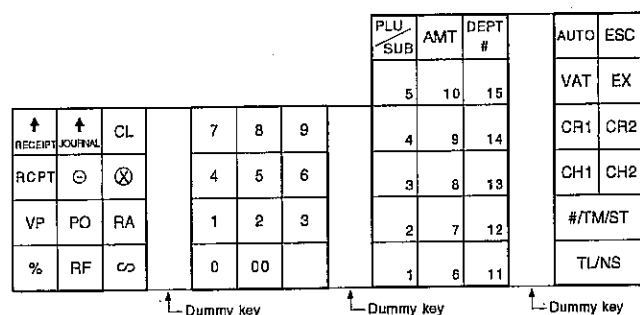 PLU/SUB AMT DEPT # AUTO ESC
5 10 15 VAT EX
↑ RECEIPT ↑ JOURNAL CL 7 8 9 4 9 14 CR1 CR2
RCPT ⊖ ⊗ 4 5 6 3 8 13 CH1 CH2
VP PO RA 1 2 3 2 7 12 #/TM/ST
% RF 0 00 1 6 11 TL/NS
Dummy key Dummy key Dummy key